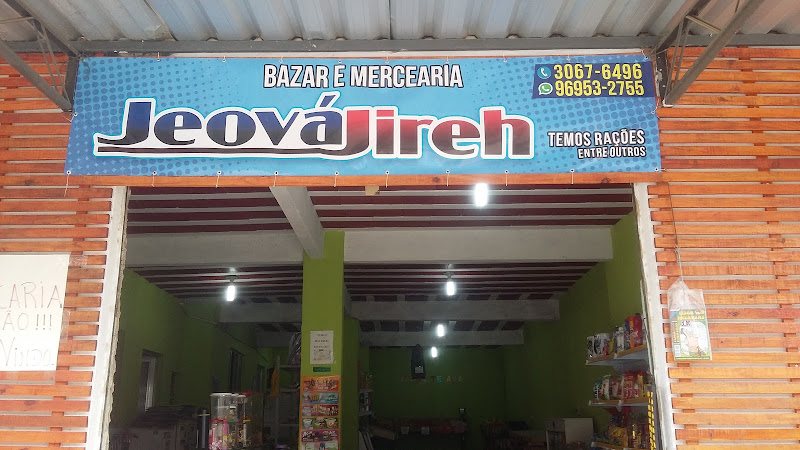 BAZAR E MERCEARIA
3067-6496
96953-2755
Jeová Jireh
TEMOS RAÇÕES
ENTRE OUTROS